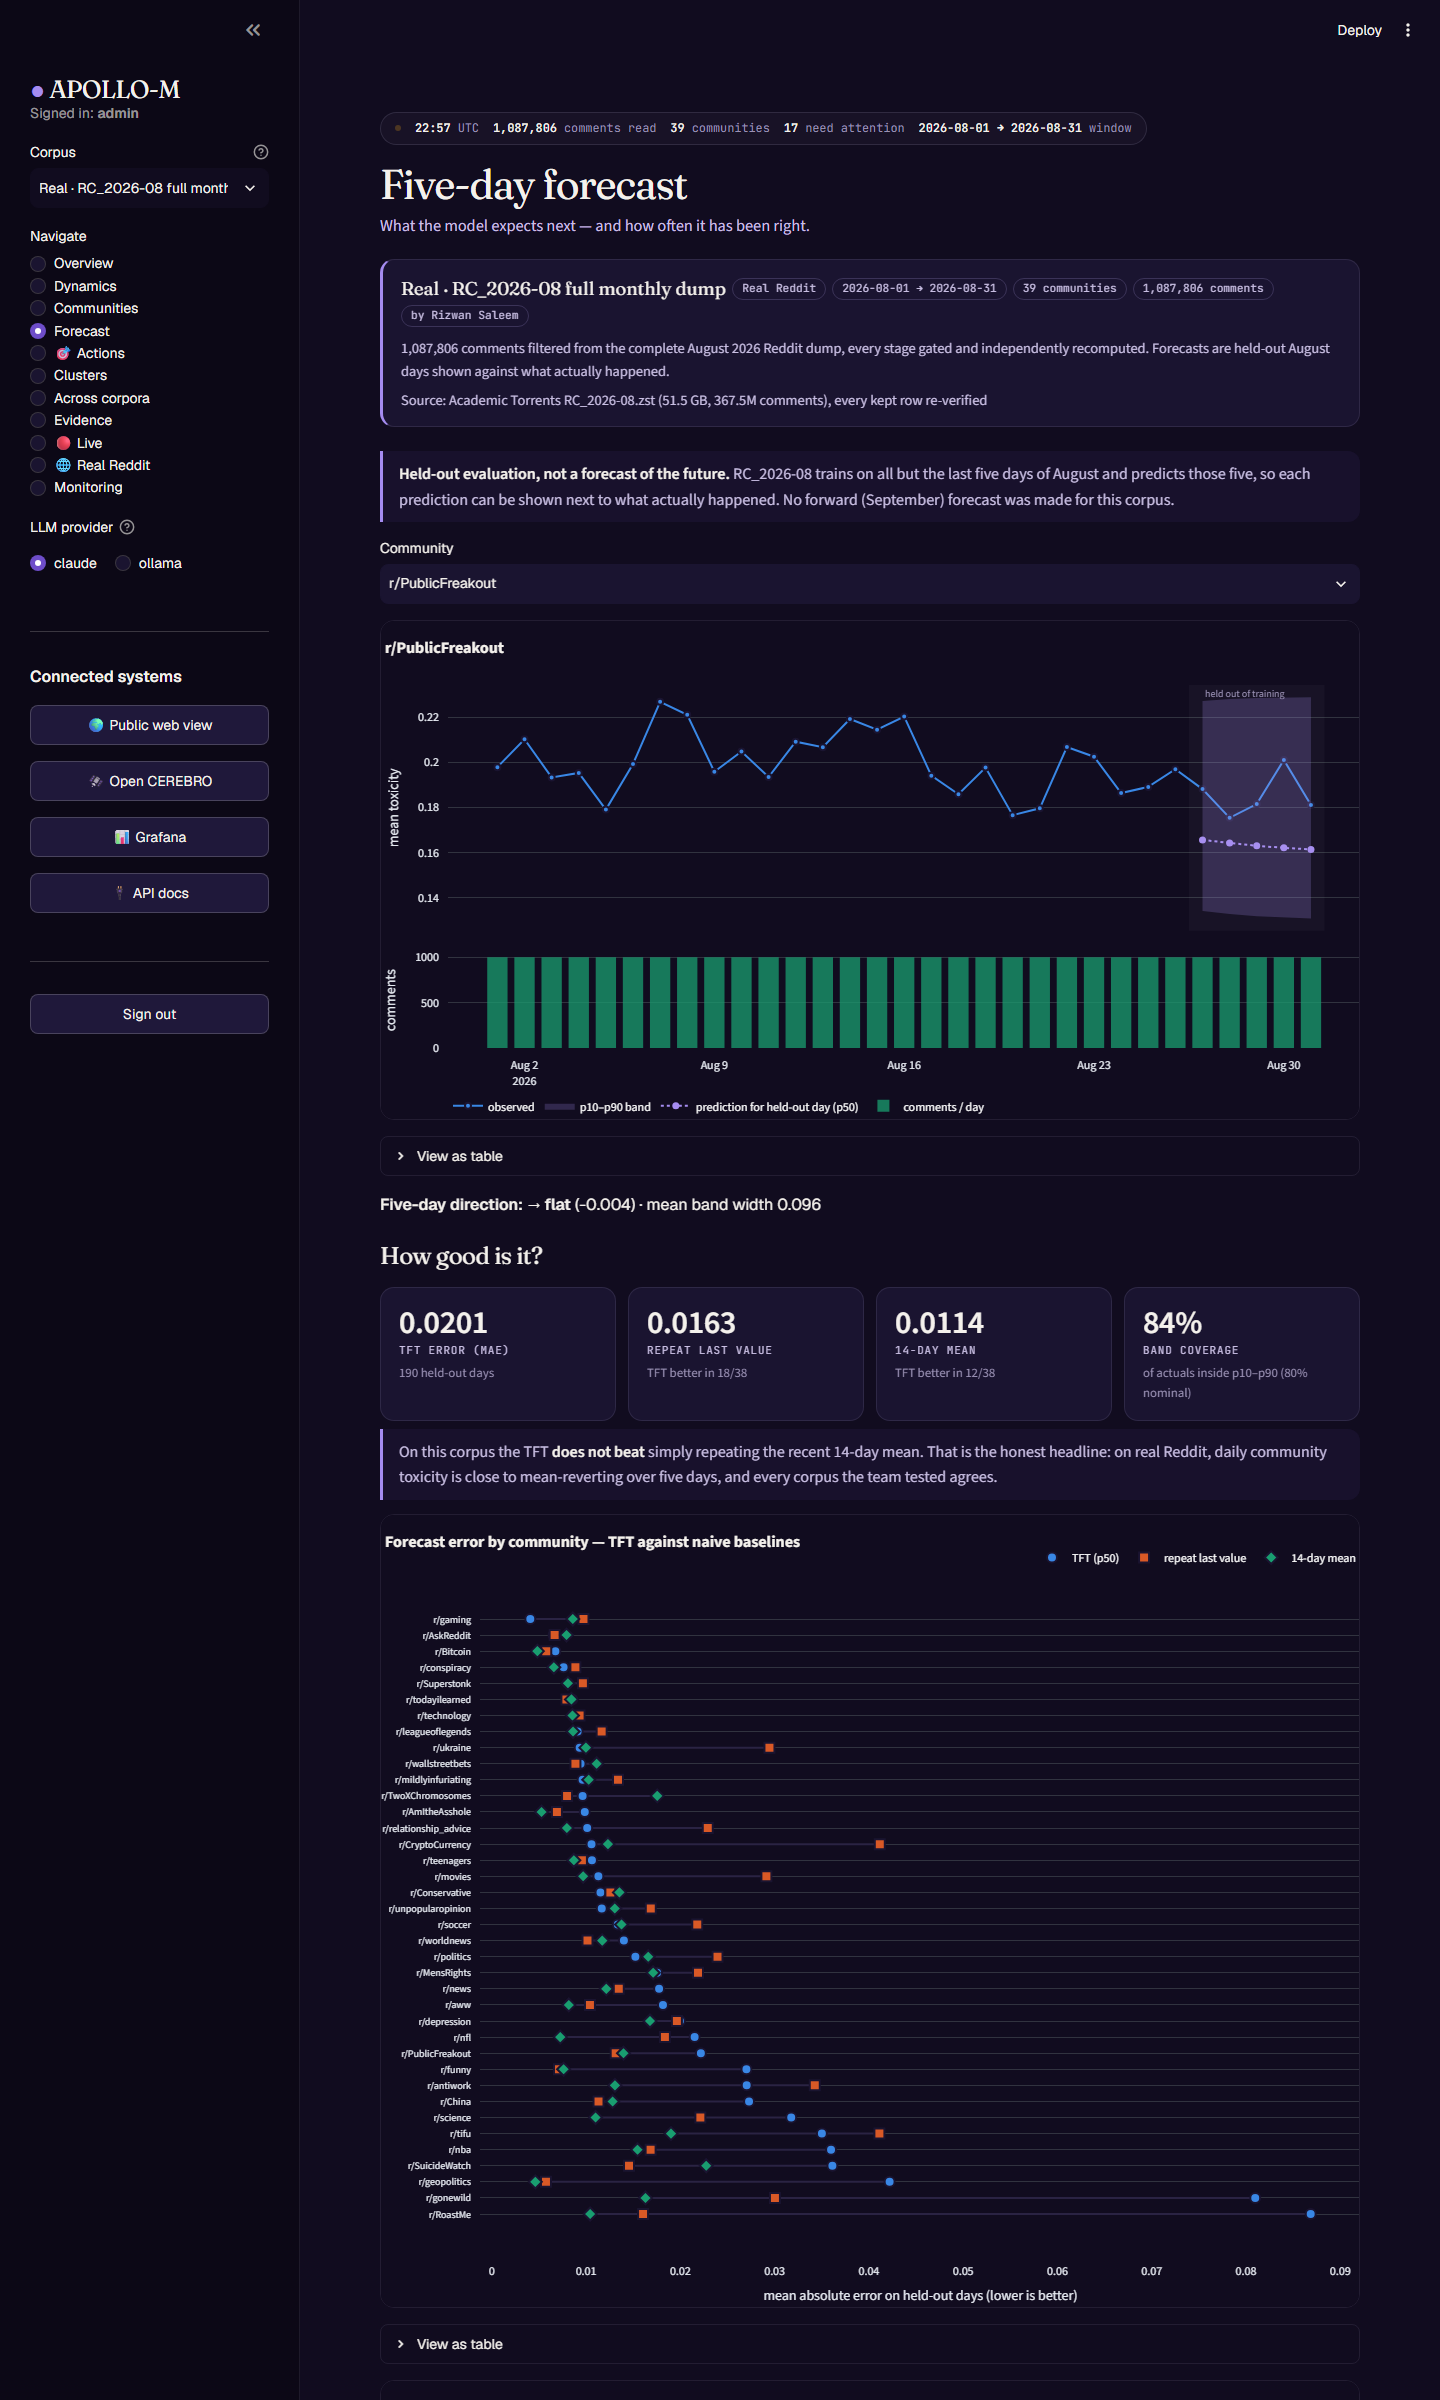 Deploy
APOLLO-M
Signed in: admin
Corpus
Real · RC_2026-08 full month
Navigate
Overview
Dynamics
Communities
Forecast
🎯 Actions
Clusters
Across corpora
Evidence
🔴 Live
🌐 Real Reddit
Monitoring
LLM provider
claude ollama
Connected systems
🌍 Public web view
Open CEREBRO
📊 Grafana
API docs
Sign out
22:57 UTC 1,087,806 comments read 39 communities 17 need attention 2026-08-01 → 2026-08-31 window
Five-day forecast
What the model expects next — and how often it has been right.
Real · RC_2026-08 full monthly dump Real Reddit 2026-08-01 → 2026-08-31 39 communities 1,087,806 comments
by Rizwan Saleem
1,087,806 comments filtered from the complete August 2026 Reddit dump, every stage gated and independently recomputed. Forecasts are held-out August
days shown against what actually happened.
Source: Academic Torrents RC_2026-08.zst (51.5 GB, 367.5M comments), every kept row re-verified
Held-out evaluation, not a forecast of the future. RC_2026-08 trains on all but the last five days of August and predicts those five, so each
prediction can be shown next to what actually happened. No forward (September) forecast was made for this corpus.
Community
r/PublicFreakout
r/PublicFreakout
held out of training
0.22
0.2
0.18
0.16
0.14
mean toxicity
1000
500
0
comments
Aug 2 Aug 9 Aug 16 Aug 23 Aug 30
2026
observed p10–p90 band prediction for held-out day (p50) comments / day
View as table
Five-day direction: → flat (-0.004) · mean band width 0.096
How good is it?
0.0201
TFT ERROR (MAE)
190 held-out days
0.0163
REPEAT LAST VALUE
TFT better in 18/38
0.0114
14-DAY MEAN
TFT better in 12/38
84%
BAND COVERAGE
of actuals inside p10–p90 (80%
nominal)
On this corpus the TFT does not beat simply repeating the recent 14-day mean. That is the honest headline: on real Reddit, daily community
toxicity is close to mean-reverting over five days, and every corpus the team tested agrees.
Forecast error by community — TFT against naive baselines
TFT (p50) repeat last value 14-day mean
r/gaming
r/AskReddit
r/Bitcoin
r/conspiracy
r/Superstonk
r/todayilearned
r/technology
r/leagueoflegends
r/ukraine
r/wallstreetbets
r/mildlyinfuriating
r/TwoXChromosomes
r/AmItheAsshole
r/relationship_advice
r/CryptoCurrency
r/teenagers
r/movies
r/Conservative
r/unpopularopinion
r/soccer
r/worldnews
r/politics
r/MensRights
r/news
r/aww
r/depression
r/nfl
r/PublicFreakout
r/funny
r/antiwork
r/China
r/science
r/tifu
r/nba
r/SuicideWatch
r/geopolitics
r/gonewild
r/RoastMe
0 0.01 0.02 0.03 0.04 0.05 0.06 0.07 0.08 0.09
mean absolute error on held-out days (lower is better)
View as table